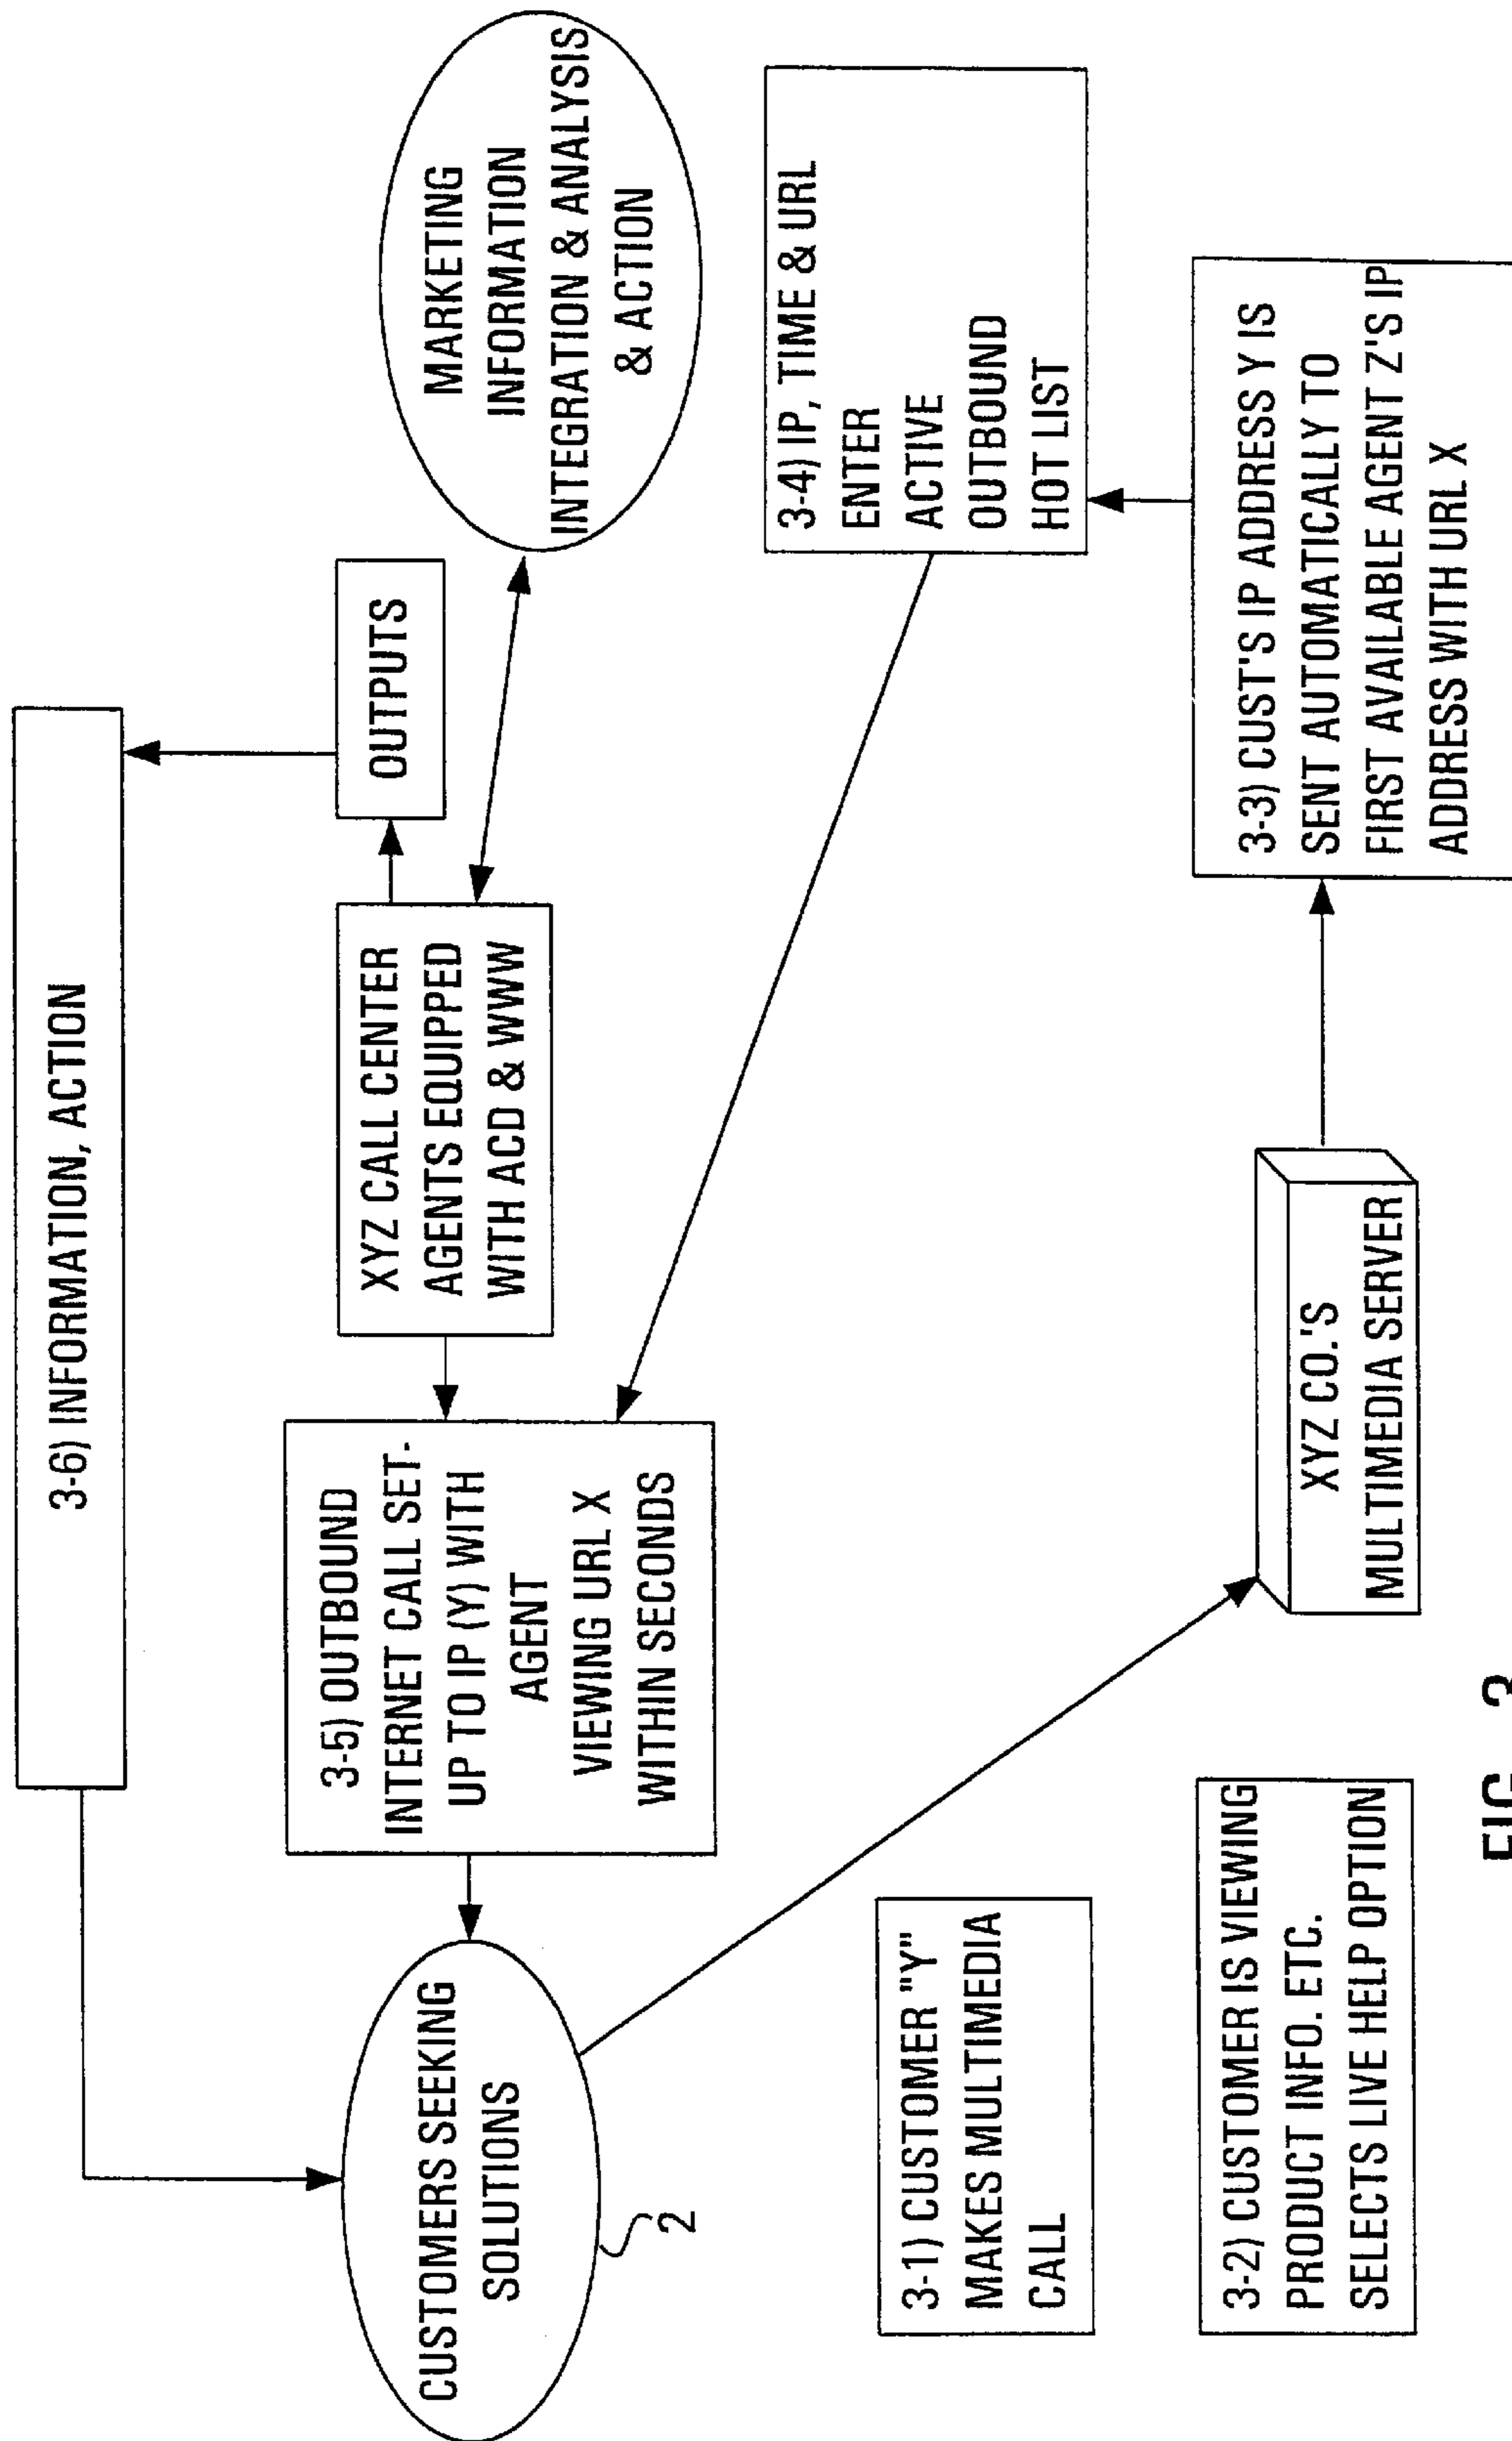 3-6) INFORMATION, ACTION
OUTPUTS
MARKETING
INFORMATION
INTEGRATION & ANALYSIS
& ACTION
XYZ CALL CENTER
AGENTS EQUIPPED
WITH ACD & WWW
3-5) OUTBOUND
INTERNET CALL SET-
UP TO IP (Y) WITH
AGENT
VIEWING URL X
WITHIN SECONDS
CUSTOMERS SEEKING
SOLUTIONS
2
3-4) IP, TIME & URL
ENTER
ACTIVE
OUTBOUND
HOT LIST
3-1) CUSTOMER "Y"
MAKES MULTIMEDIA
CALL
3-2) CUSTOMER IS VIEWING
PRODUCT INFO. ETC.
SELECTS LIVE HELP OPTION
XYZ CO.'S
MULTIMEDIA SERVER
3-3) CUST'S IP ADDRESS Y IS
SENT AUTOMATICALLY TO
FIRST AVAILABLE AGENT Z'S IP
ADDRESS WITH URL X
FIG. 3